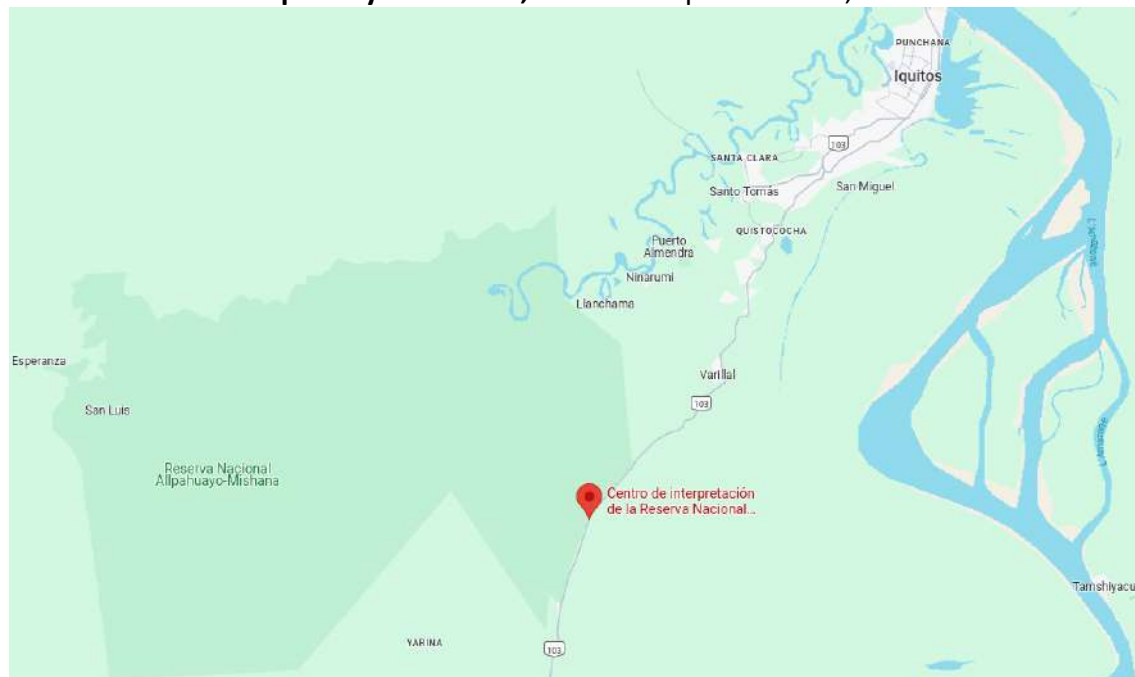 PUNCHANA
Iquitos
103
SANTA CLARA
Santo Tomás
San Miguel
QUISTOCOCHA
Puerto
Almendra
Ninarumi
Llanchama
Esperanza
Varillal
103
San Luis
Reserva Nacional
Allpahuayo-Mishana
Centro de interpretación
de la Reserva Nacional...
Tamshiyacu
YARINA
103